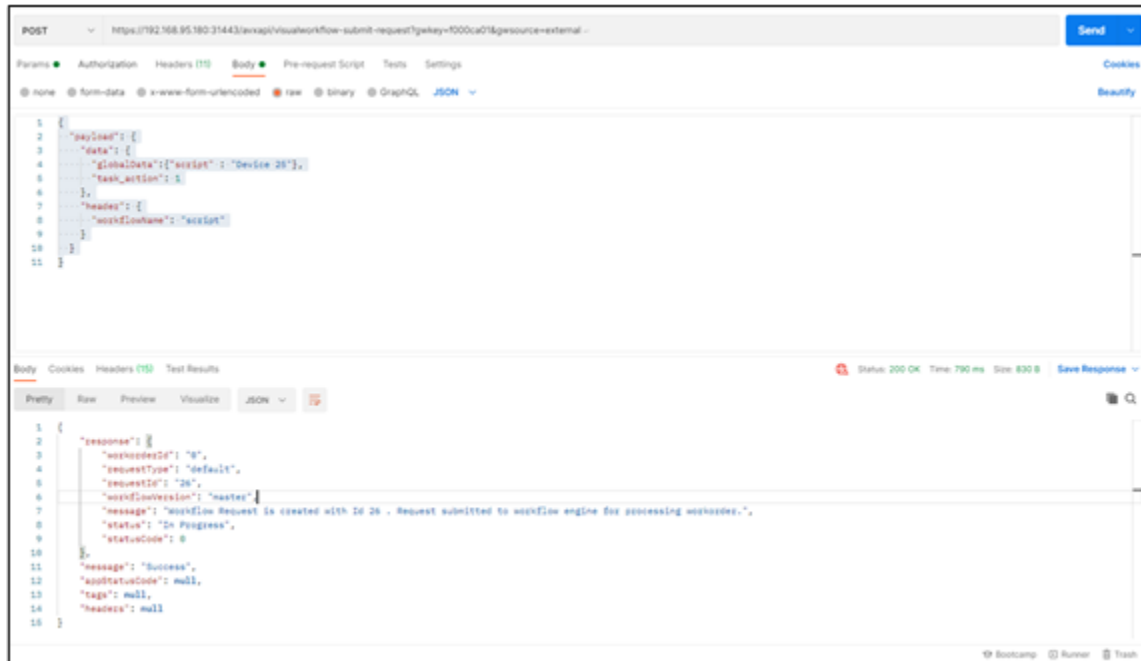 POST https://192.168.95.180:31443/avxapi/visualworkflow-submit-request?gwkey=f000ca01&gwsource=external Send
Params Authorization Headers (11) Body Pre-request Script Tests Settings Cookies
none form-data x-www-form-urlencoded raw binary GraphQL JSON Beautify
1 {
2 "payload": {
3 "data": {
4 "globalData":{"script" : "Device 25"},
5 "task_action": 1
6 },
7 "header": {
8 "workflowName": "script"
9 }
10 }
11 }
Body Cookies Headers (15) Test Results Status: 200 OK Time: 790 ms Size: 830 B Save Response
Pretty Raw Preview Visualize JSON
1 {
2 "response": {
3 "workorderId": "0",
4 "requestType": "default",
5 "requestId": "26",
6 "workflowVersion": "master",
7 "message": "Workflow Request is created with Id 26 . Request submitted to workflow engine for processing workorder.",
8 "status": "In Progress",
9 "statusCode": 0
10 },
11 "message": "Success",
12 "appStatusCode": null,
13 "tags": null,
14 "headers": null
15 }
Bootcamp Runner Trash